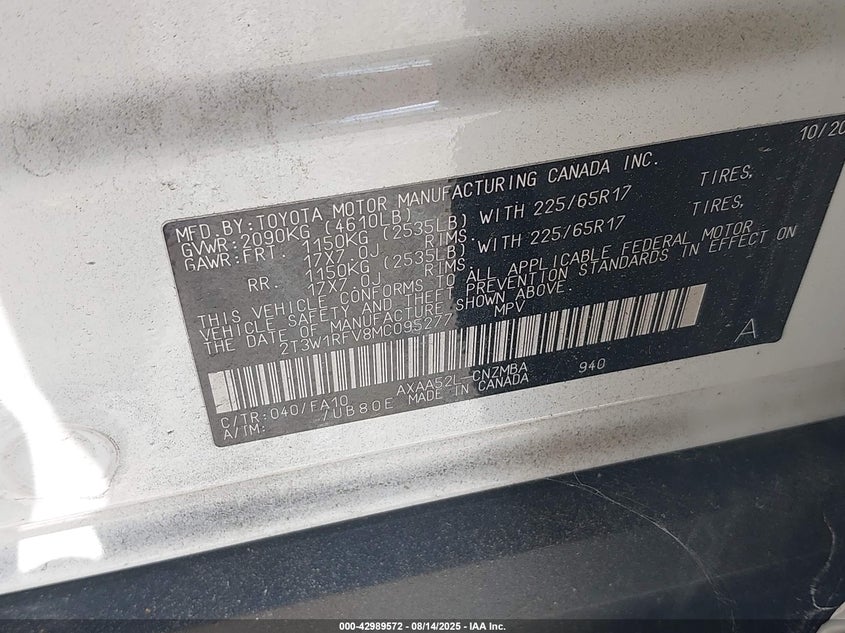 10/20
MFD.BY:TOYOTA MOTOR MANUFACTURING CANADA INC.
GVWR:2090KG (4610LB)
GAWR:FRT. 1150KG (2535LB) WITH 225/65R17 TIRES,
17X7.0J RIMS.
RR. 1150KG (2535LB) WITH 225/65R17 TIRES,
17X7.0J RIMS.
THIS VEHICLE CONFORMS TO ALL APPLICABLE FEDERAL MOTOR
VEHICLE SAFETY AND THEFT PREVENTION STANDARDS IN EFFECT ON
THE DATE OF MANUFACTURE SHOWN ABOVE.
2T3W1RFV8MC095277 MPV
A
C/TR:040/FA10 AXAA52L-CNZMBA 940
A/TM: /UB80E MADE IN CANADA
000-42989572 - 08/14/2025 - IAA Inc.